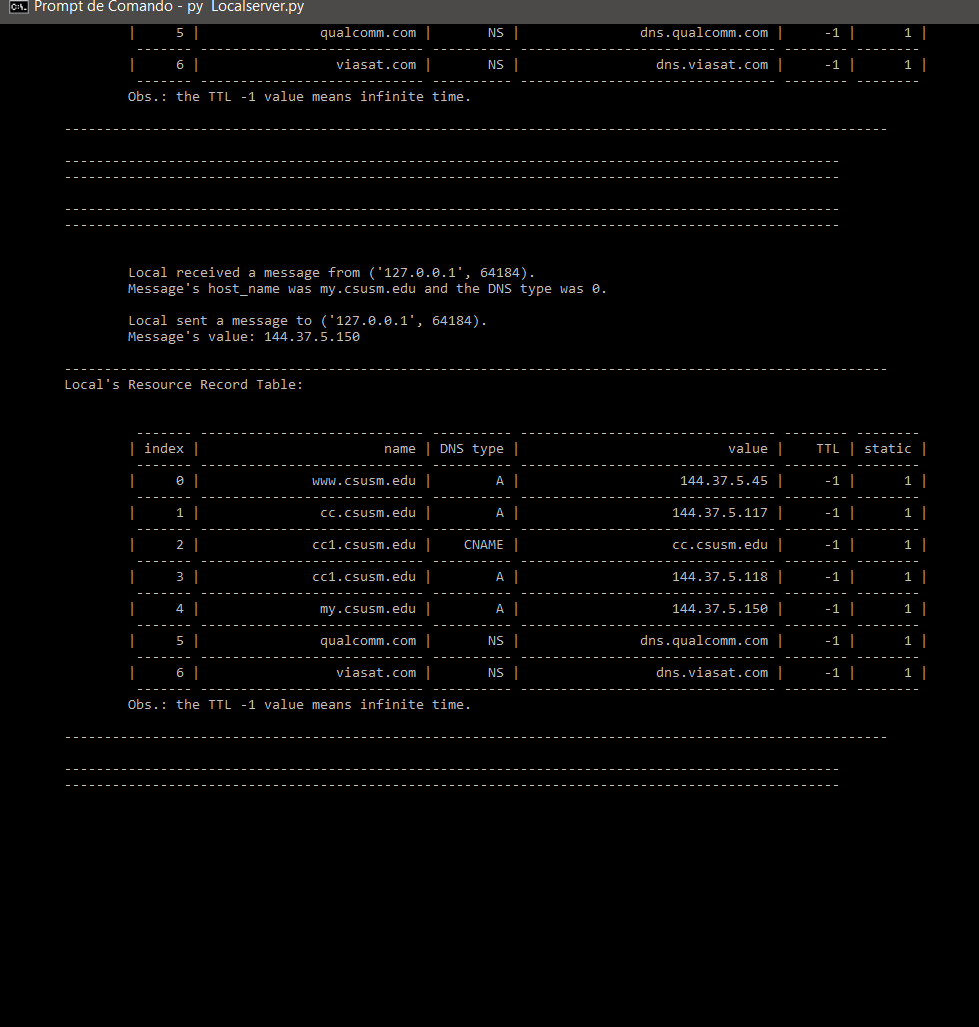 Prompt de Comando - py  Localserver.py
| 5 | qualcomm.com | NS | dns.qualcomm.com | -1 | 1 |
| 6 | viasat.com | NS | dns.viasat.com | -1 | 1 |
Obs.: the TTL -1 value means infinite time.
Local received a message from ('127.0.0.1', 64184).
Message's host_name was my.csusm.edu and the DNS type was 0.
Local sent a message to ('127.0.0.1', 64184).
Message's value: 144.37.5.150
Local's Resource Record Table:
| index | name | DNS type | value | TTL | static |
| 0 | www.csusm.edu | A | 144.37.5.45 | -1 | 1 |
| 1 | cc.csusm.edu | A | 144.37.5.117 | -1 | 1 |
| 2 | cc1.csusm.edu | CNAME | cc.csusm.edu | -1 | 1 |
| 3 | cc1.csusm.edu | A | 144.37.5.118 | -1 | 1 |
| 4 | my.csusm.edu | A | 144.37.5.150 | -1 | 1 |
| 5 | qualcomm.com | NS | dns.qualcomm.com | -1 | 1 |
| 6 | viasat.com | NS | dns.viasat.com | -1 | 1 |
Obs.: the TTL -1 value means infinite time.